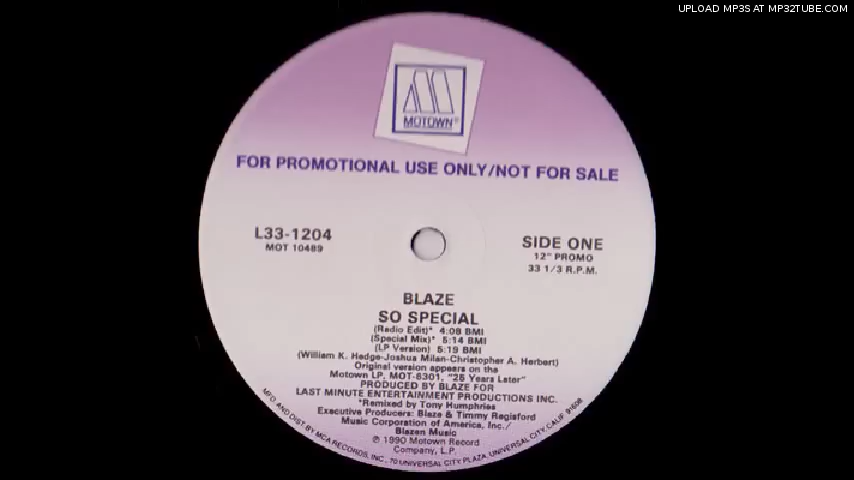 UPLOAD MP3S AT MP32TUBE.COM
MOTOWN®
FOR PROMOTIONAL USE ONLY/NOT FOR SALE
L33-1204
MOT 10489
SIDE ONE
12" PROMO
33 1/3 R.P.M.
BLAZE
SO SPECIAL
(Radio Edit)* 4:08 BMI
(Special Mix)* 5:14 BMI
(LP Version) 5:19 BMI
(William K. Hedge-Joshua Milan-Christopher A. Herbert)
Original version appears on the
Motown LP, MOT-6301, "25 Years Later"
PRODUCED BY BLAZE FOR
LAST MINUTE ENTERTAINMENT PRODUCTIONS INC.
*Remixed by Tony Humphries
Executive Producers: Blaze & Timmy Regisford
Music Corporation of America, Inc./
Blazen Music
℗ 1990 Motown Record
Company, L.P.
MFD. AND DIST. BY MCA RECORDS, INC., 70 UNIVERSAL CITY PLAZA, UNIVERSAL CITY, CALIF. 91608